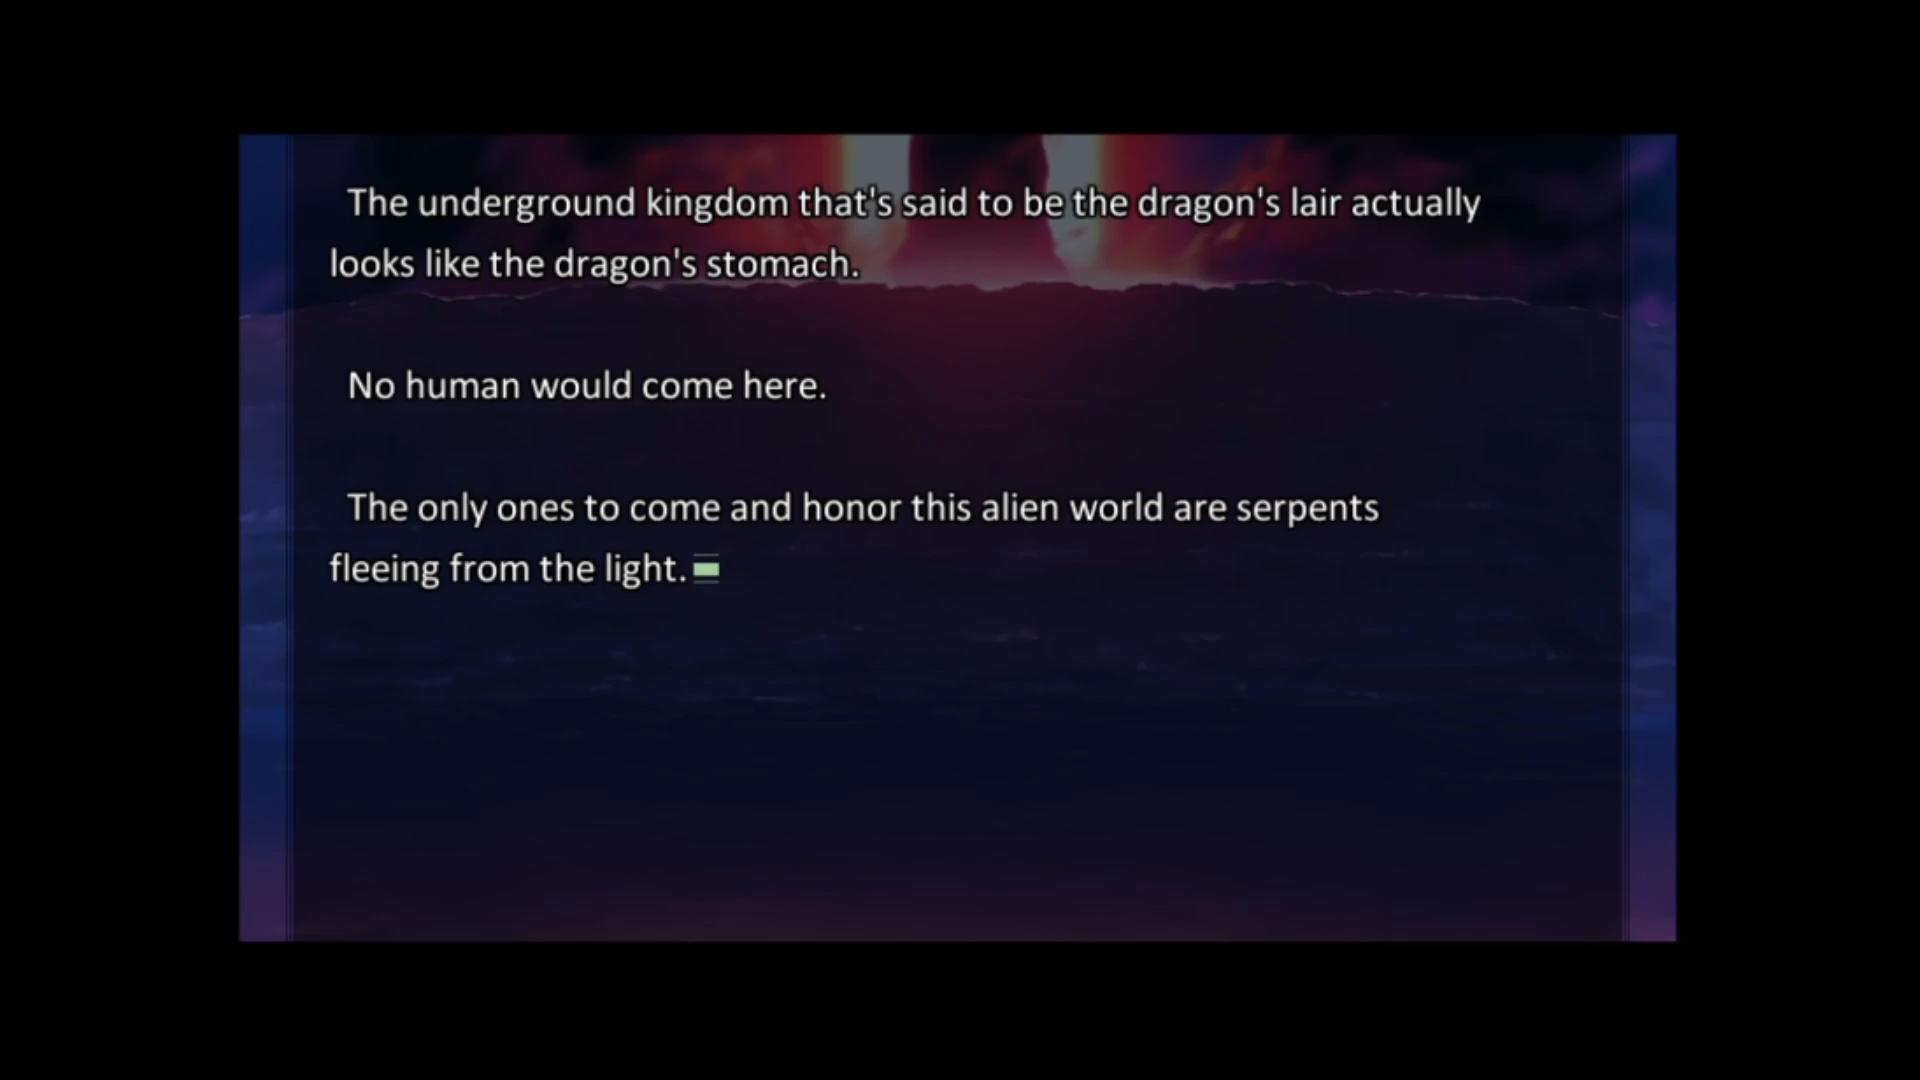 The underground kingdom that's said to be the dragon's lair actually
looks like the dragon's stomach.
No human would come here.
The only ones to come and honor this alien world are serpents
fleeing from the light.